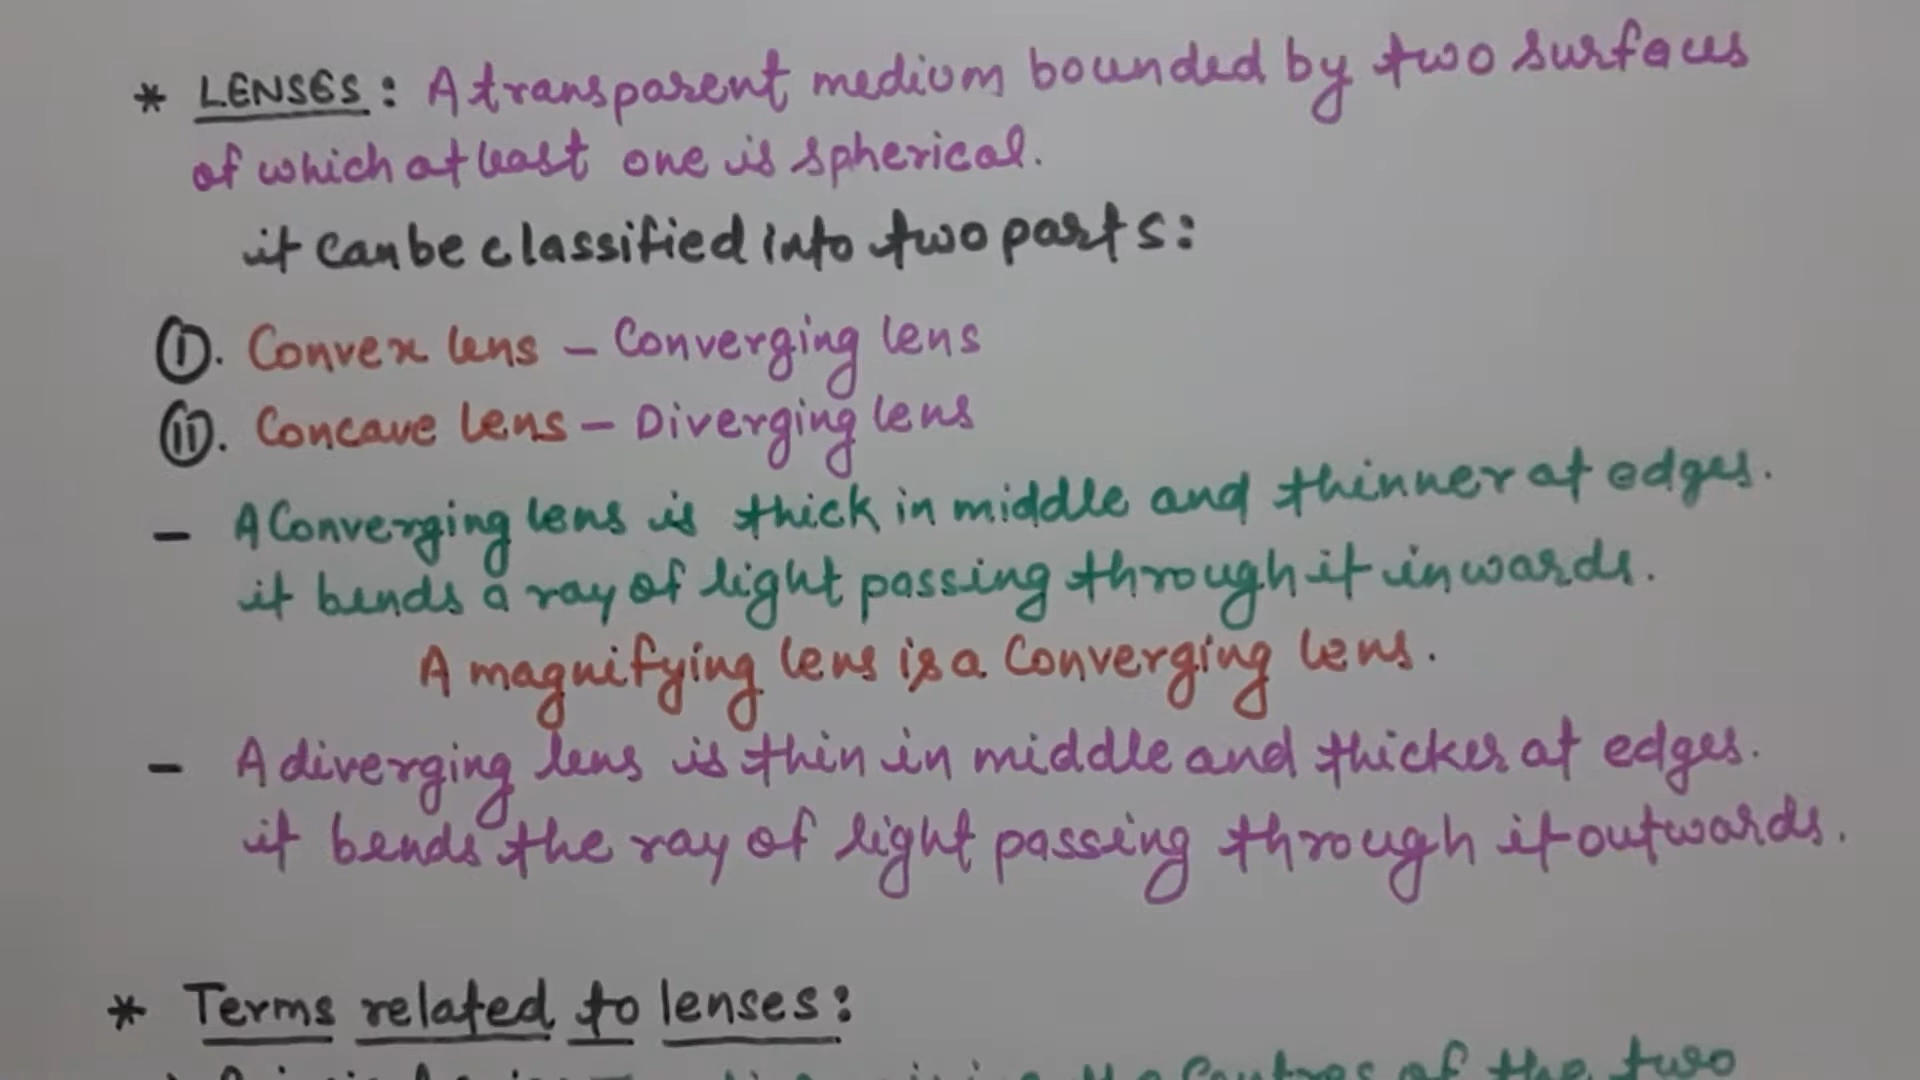 * LENSES: A transparent medium bounded by two surfaces
of which at least one is spherical.
it can be classified into two parts:
(I). Convex lens – Converging lens
(II). Concave lens – Diverging lens
– A Converging lens is thick in middle and thinner at edges.
it bends a ray of light passing through it inwards.
A magnifying lens is a Converging lens.
– A diverging lens is thin in middle and thicker at edges.
it bends the ray of light passing through it outwards.
* Terms related to lenses:
of the two